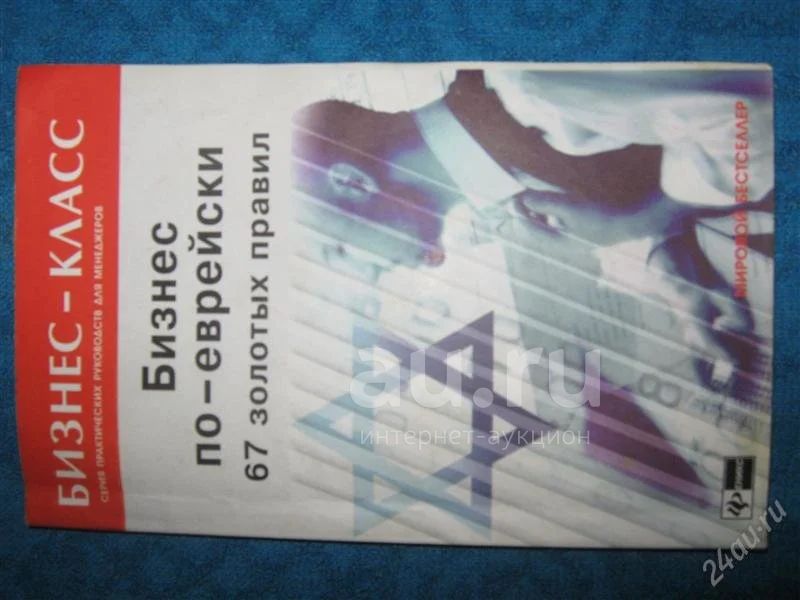 БИЗНЕС – КЛАСС
СЕРИЯ ПРАКТИЧЕСКИХ РУКОВОДСТВ ДЛЯ МЕНЕДЖЕРОВ
Бизнес
по-еврейски
67 золотых правил
МИРОВОЙ БЕСТСЕЛЛЕР
ФЕНИКС
au.ru
интернет-аукцион
24au.ru